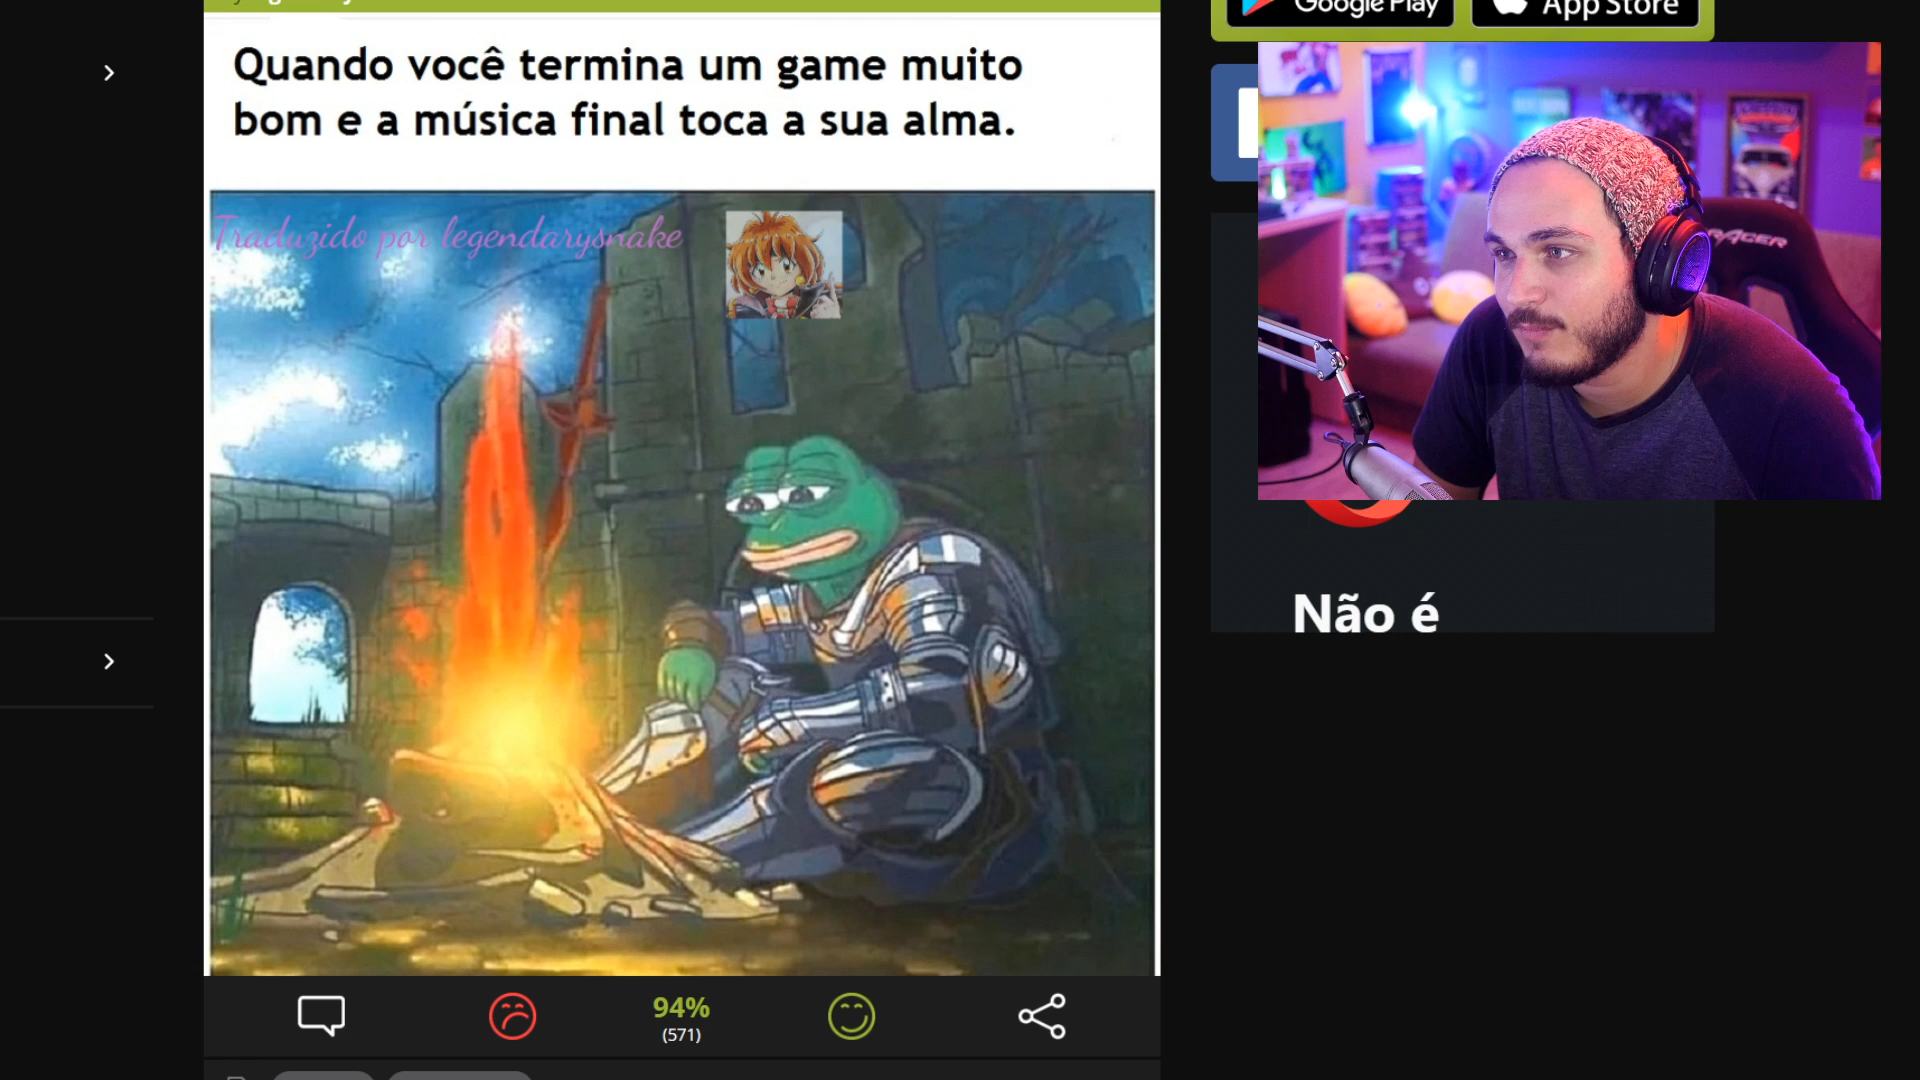 Google Play
App Store
Quando você termina um game muito
bom e a música final toca a sua alma.
Traduzido por legendarysnake
Não é
94%
(571)